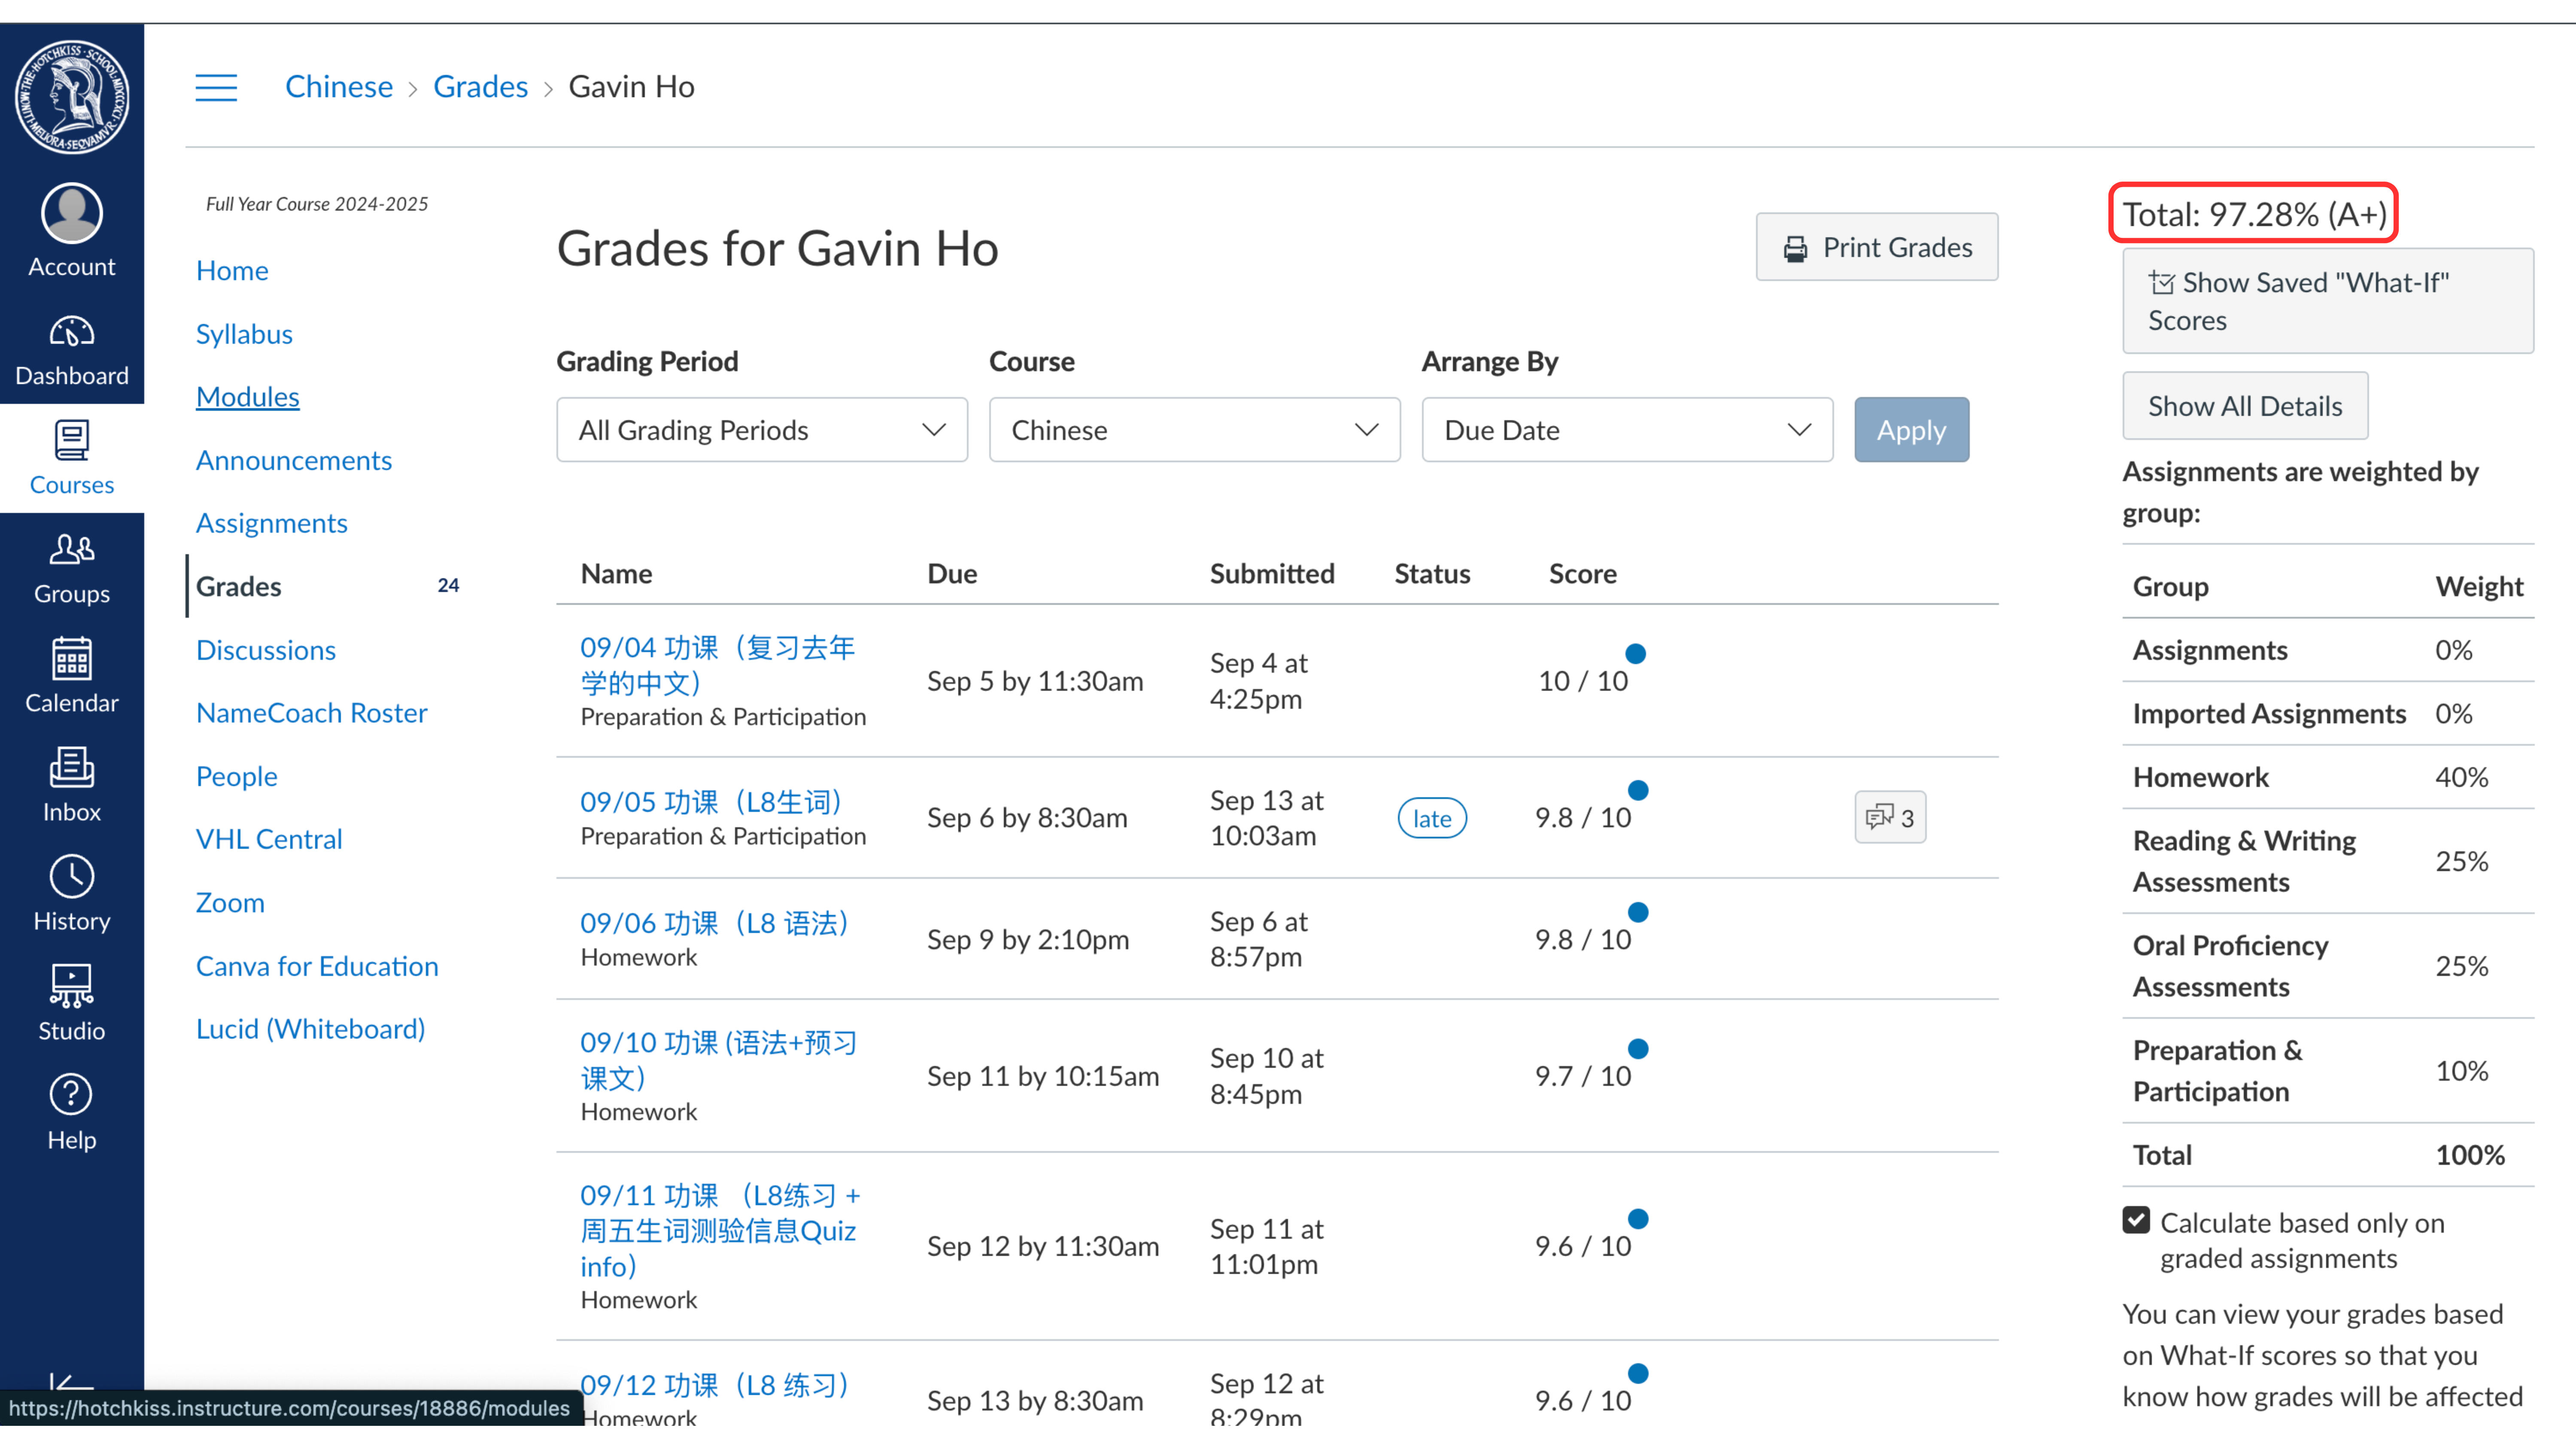 Chinese > Grades > Gavin Ho
Account
Dashboard
Courses
Groups
Calendar
Inbox
History
Studio
Help
Full Year Course 2024-2025
Home
Syllabus
Modules
Announcements
Assignments
Grades 24
Discussions
NameCoach Roster
People
VHL Central
Zoom
Canva for Education
Lucid (Whiteboard)
https://hotchkiss.instructure.com/courses/18886/modules
Grades for Gavin Ho
Print Grades
Grading Period Course Arrange By
All Grading Periods Chinese Due Date Apply
Name Due Submitted Status Score
09/04 功课（复习去年
学的中文）
Preparation & Participation
Sep 5 by 11:30am
Sep 4 at
4:25pm
10 / 10
09/05 功课（L8生词）
Preparation & Participation
Sep 6 by 8:30am
Sep 13 at
10:03am
late
9.8 / 10
3
09/06 功课（L8 语法）
Homework
Sep 9 by 2:10pm
Sep 6 at
8:57pm
9.8 / 10
09/10 功课 (语法+预习
课文）
Homework
Sep 11 by 10:15am
Sep 10 at
8:45pm
9.7 / 10
09/11 功课 （L8练习 +
周五生词测验信息Quiz
info）
Homework
Sep 12 by 11:30am
Sep 11 at
11:01pm
9.6 / 10
09/12 功课（L8 练习）
Homework
Sep 13 by 8:30am
Sep 12 at
8:29pm
9.6 / 10
Total: 97.28% (A+)
Show Saved "What-If"
Scores
Show All Details
Assignments are weighted by
group:
Group Weight
Assignments 0%
Imported Assignments 0%
Homework 40%
Reading & Writing
Assessments
25%
Oral Proficiency
Assessments
25%
Preparation &
Participation
10%
Total 100%
Calculate based only on
graded assignments
You can view your grades based
on What-If scores so that you
know how grades will be affected